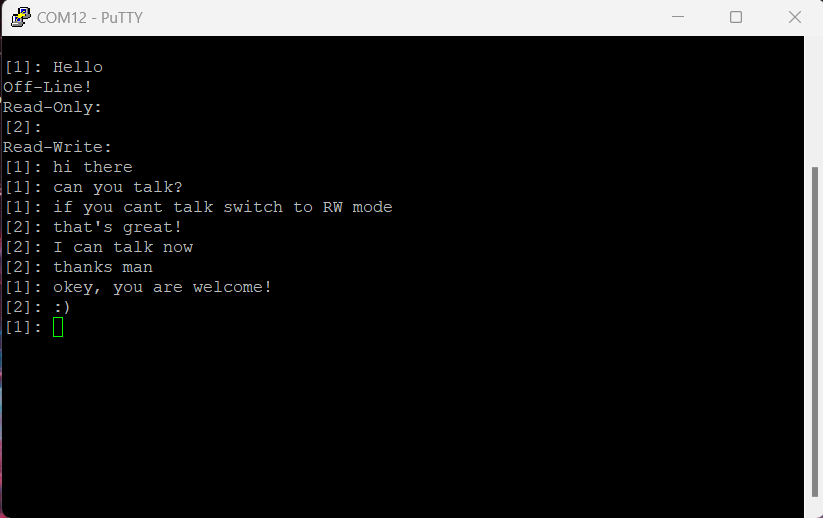 COM12 - PuTTY
[1]: Hello
Off-Line!
Read-Only:
[2]:
Read-Write:
[1]: hi there
[1]: can you talk?
[1]: if you cant talk switch to RW mode
[2]: that's great!
[2]: I can talk now
[2]: thanks man
[1]: okey, you are welcome!
[2]: :)
[1]: